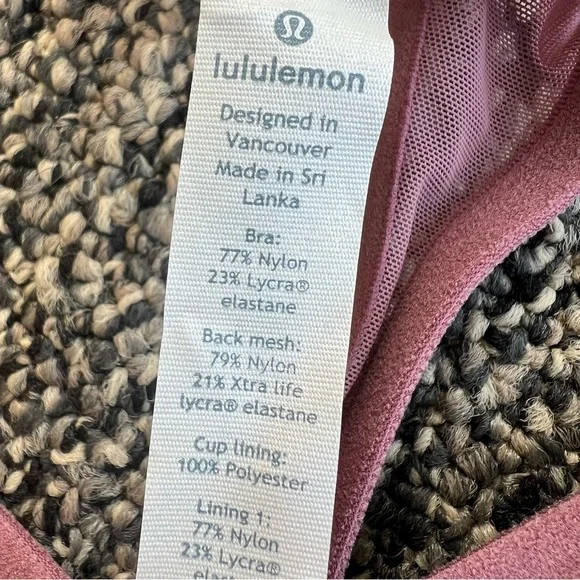 lululemon
Designed in
Vancouver
Made in Sri
Lanka
Bra:
77% Nylon
23% Lycra®
elastane
Back mesh:
79% Nylon
21% Xtra life
lycra® elastane
Cup lining:
100% Polyester
Lining 1:
77% Nylon
23% Lycra®
elastane